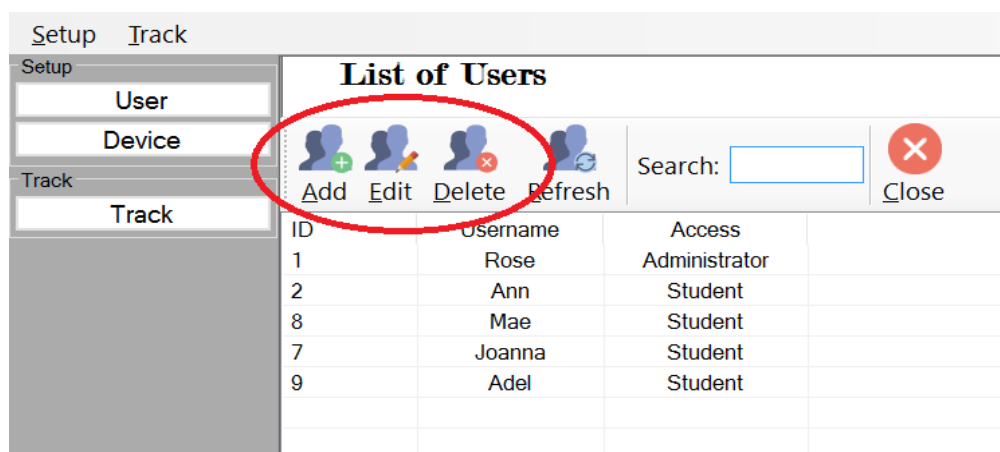 Setup Track
Setup
User
Device
Track
Track
List of Users
Add Edit Delete Refresh Search: Close
ID Username Access
1 Rose Administrator
2 Ann Student
8 Mae Student
7 Joanna Student
9 Adel Student